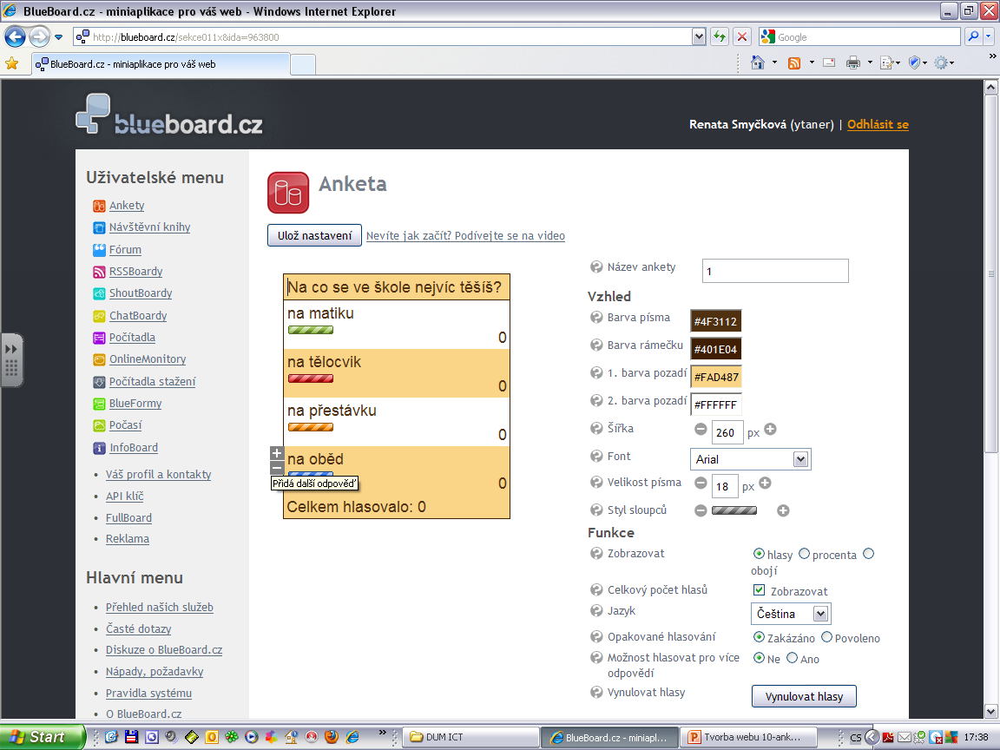 BlueBoard.cz - miniaplikace pro váš web - Windows Internet Explorer
http://blueboard.cz/sekce011x&ida=963800
Google
BlueBoard.cz - miniaplikace pro váš web
blueboard.cz
Renata Smyčková (ytaner) | Odhlásit se
Uživatelské menu
Ankety
Návštěvní knihy
Fórum
RSSBoardy
ShoutBoardy
ChatBoardy
Počítadla
OnlineMonitory
Počítadla stažení
BlueFormy
Počasí
InfoBoard
Váš profil a kontakty
API klíč
FullBoard
Reklama
Hlavní menu
Přehled našich služeb
Časté dotazy
Diskuze o BlueBoard.cz
Nápady, požadavky
Pravidla systému
O BlueBoard.cz
Anketa
Ulož nastavení
Nevíte jak začít? Podívejte se na video
Na co se ve škole nejvíc těšíš?
na matiku
0
na tělocvik
0
na přestávku
0
na oběd
0
Přidá další odpověď
Celkem hlasovalo: 0
Název ankety 1
Vzhled
Barva písma #4F3112
Barva rámečku #401E04
1. barva pozadí #FAD487
2. barva pozadí #FFFFFF
Šířka 260 px
Font Arial
Velikost písma 18 px
Styl sloupců
Funkce
Zobrazovat hlasy procenta
obojí
Celkový počet hlasů Zobrazovat
Jazyk Čeština
Opakované hlasování Zakázáno Povoleno
Možnost hlasovat pro více Ne Ano
odpovědí
Vynulovat hlasy Vynulovat hlasy
Start
DUM ICT
BlueBoard.cz - miniapl...
Tvorba webu 10-ank...
CS
17:38